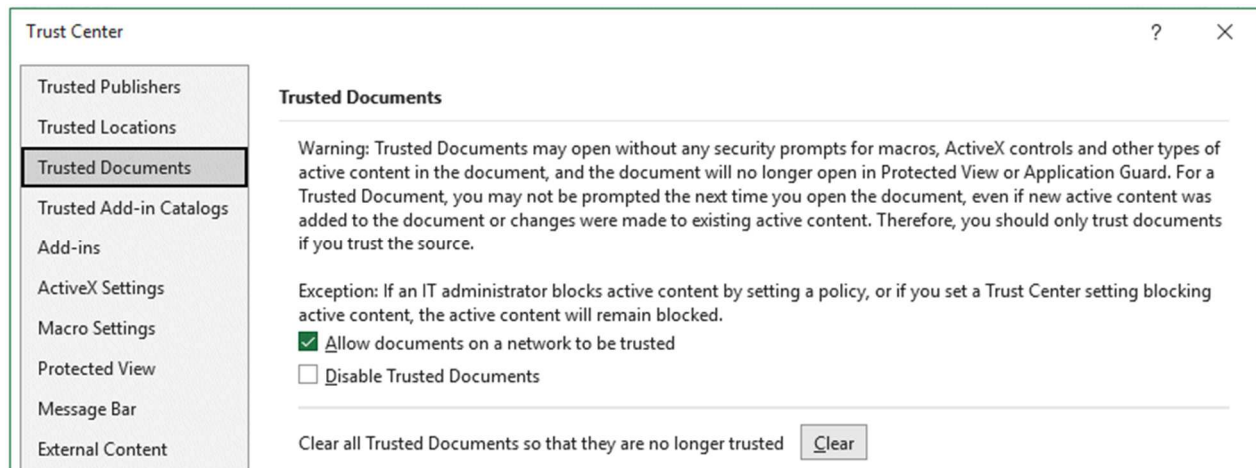 Trust Center
?
Trusted Publishers
Trusted Locations
Trusted Documents
Trusted Add-in Catalogs
Add-ins
ActiveX Settings
Macro Settings
Protected View
Message Bar
External Content
Trusted Documents
Warning: Trusted Documents may open without any security prompts for macros, ActiveX controls and other types of
active content in the document, and the document will no longer open in Protected View or Application Guard. For a
Trusted Document, you may not be prompted the next time you open the document, even if new active content was
added to the document or changes were made to existing active content. Therefore, you should only trust documents
if you trust the source.
Exception: If an IT administrator blocks active content by setting a policy, or if you set a Trust Center setting blocking
active content, the active content will remain blocked.
Allow documents on a network to be trusted
Disable Trusted Documents
Clear all Trusted Documents so that they are no longer trusted
Clear